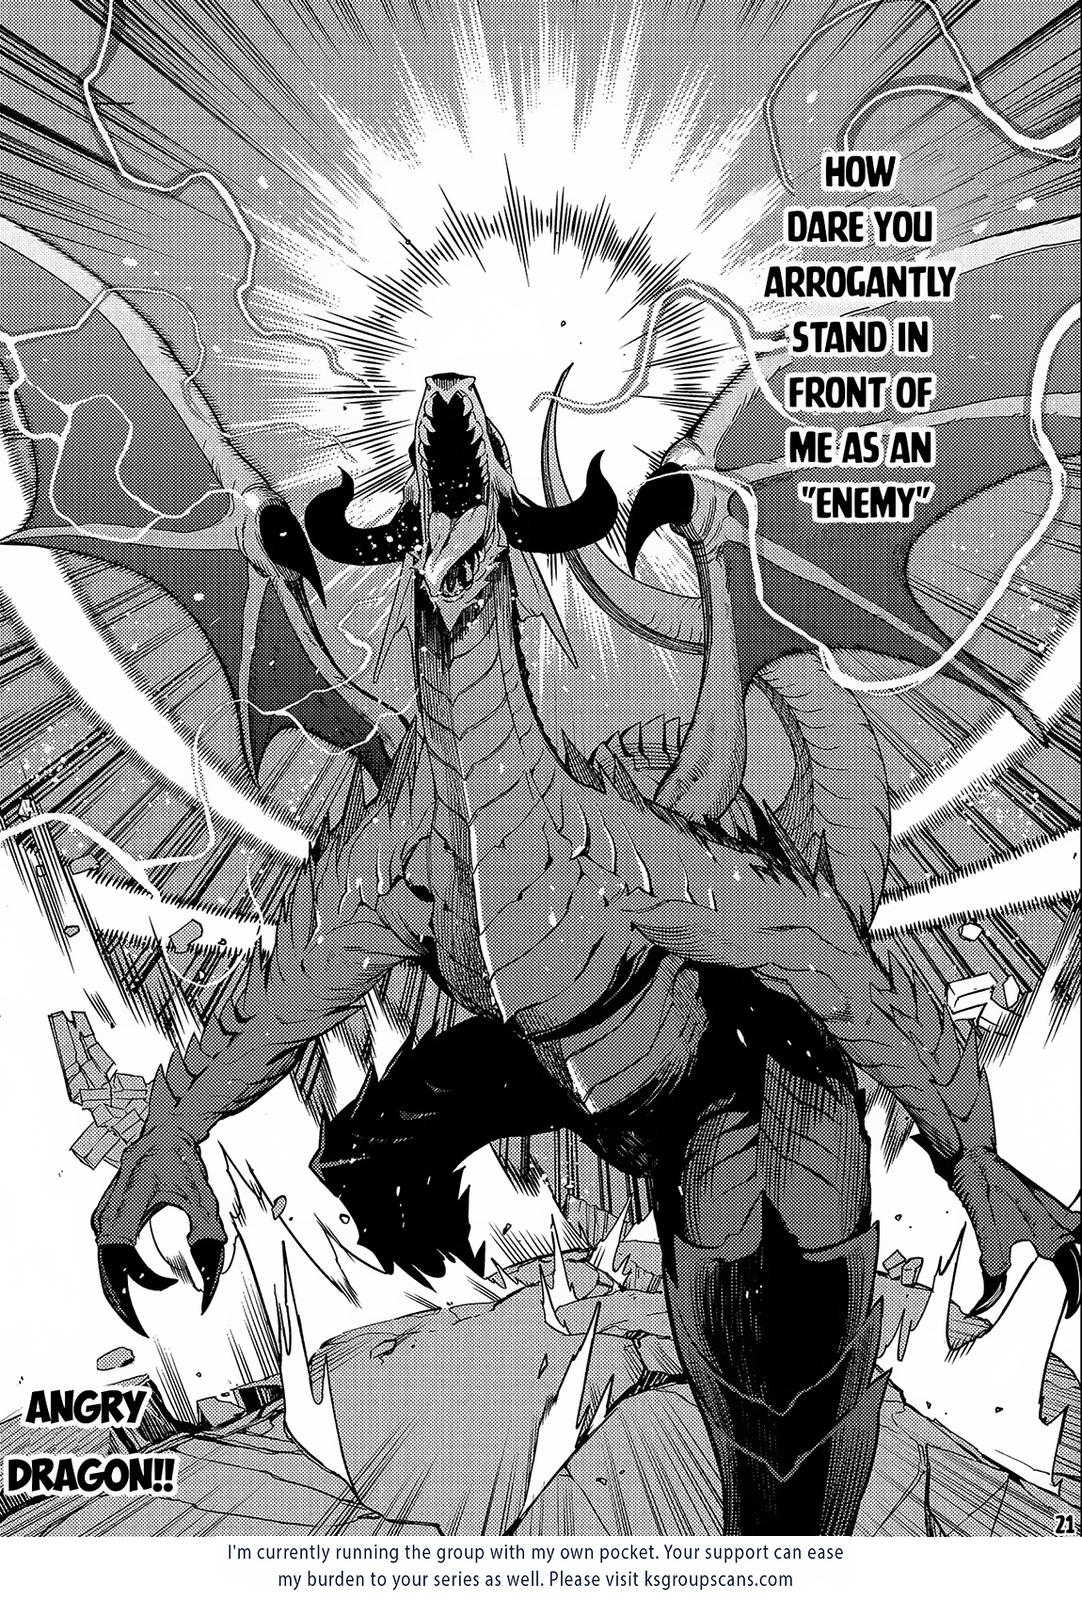 HOW
DARE YOU
ARROGANTLY
STAND IN
FRONT OF
ME AS AN
"ENEMY"
ANGRY
DRAGON!!
21
I'm currently running the group with my own pocket. Your support can ease
my burden to your series as well. Please visit ksgroupscans.com